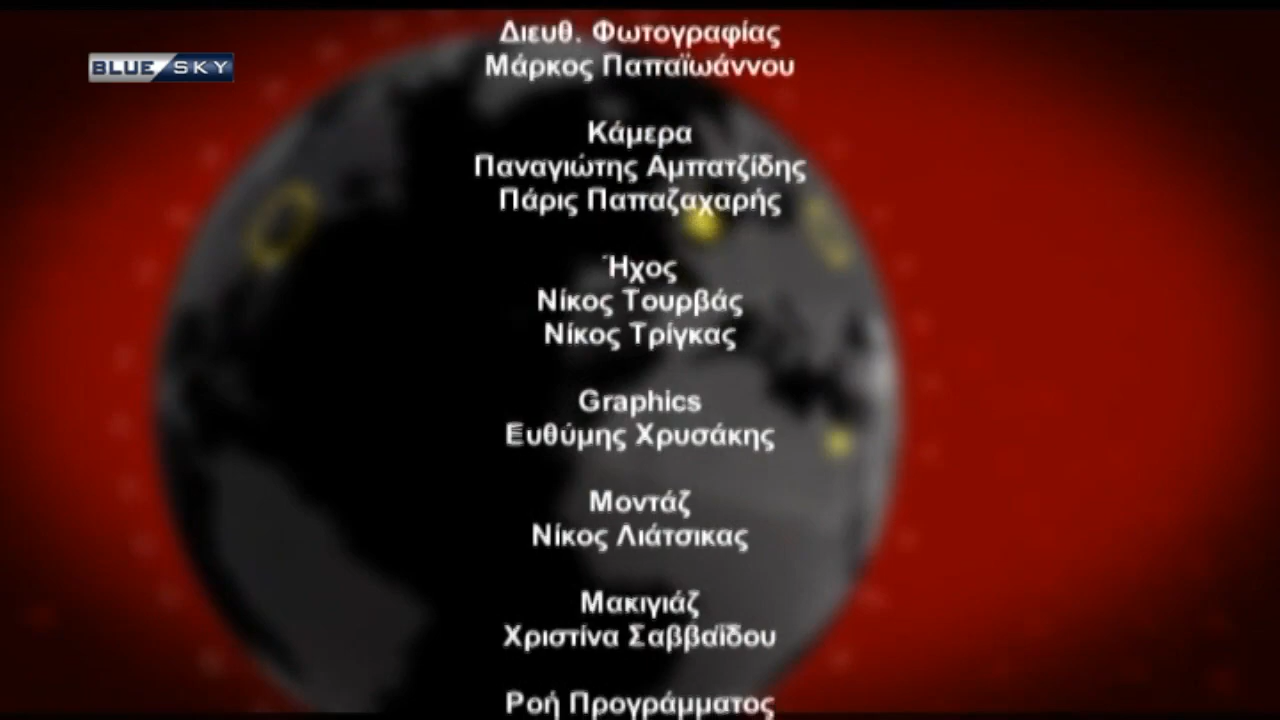 BLUE SKY
Διευθ. Φωτογραφίας
Μάρκος Παπαϊωάννου
Κάμερα
Παναγιώτης Αμπατζίδης
Πάρις Παπαζαχαρής
Ήχος
Νίκος Τουρβάς
Νίκος Τρίγκας
Graphics
Ευθύμης Χρυσάκης
Μοντάζ
Νίκος Λιάτσικας
Μακιγιάζ
Χριστίνα Σαββαΐδου
Ροή Προγράμματος